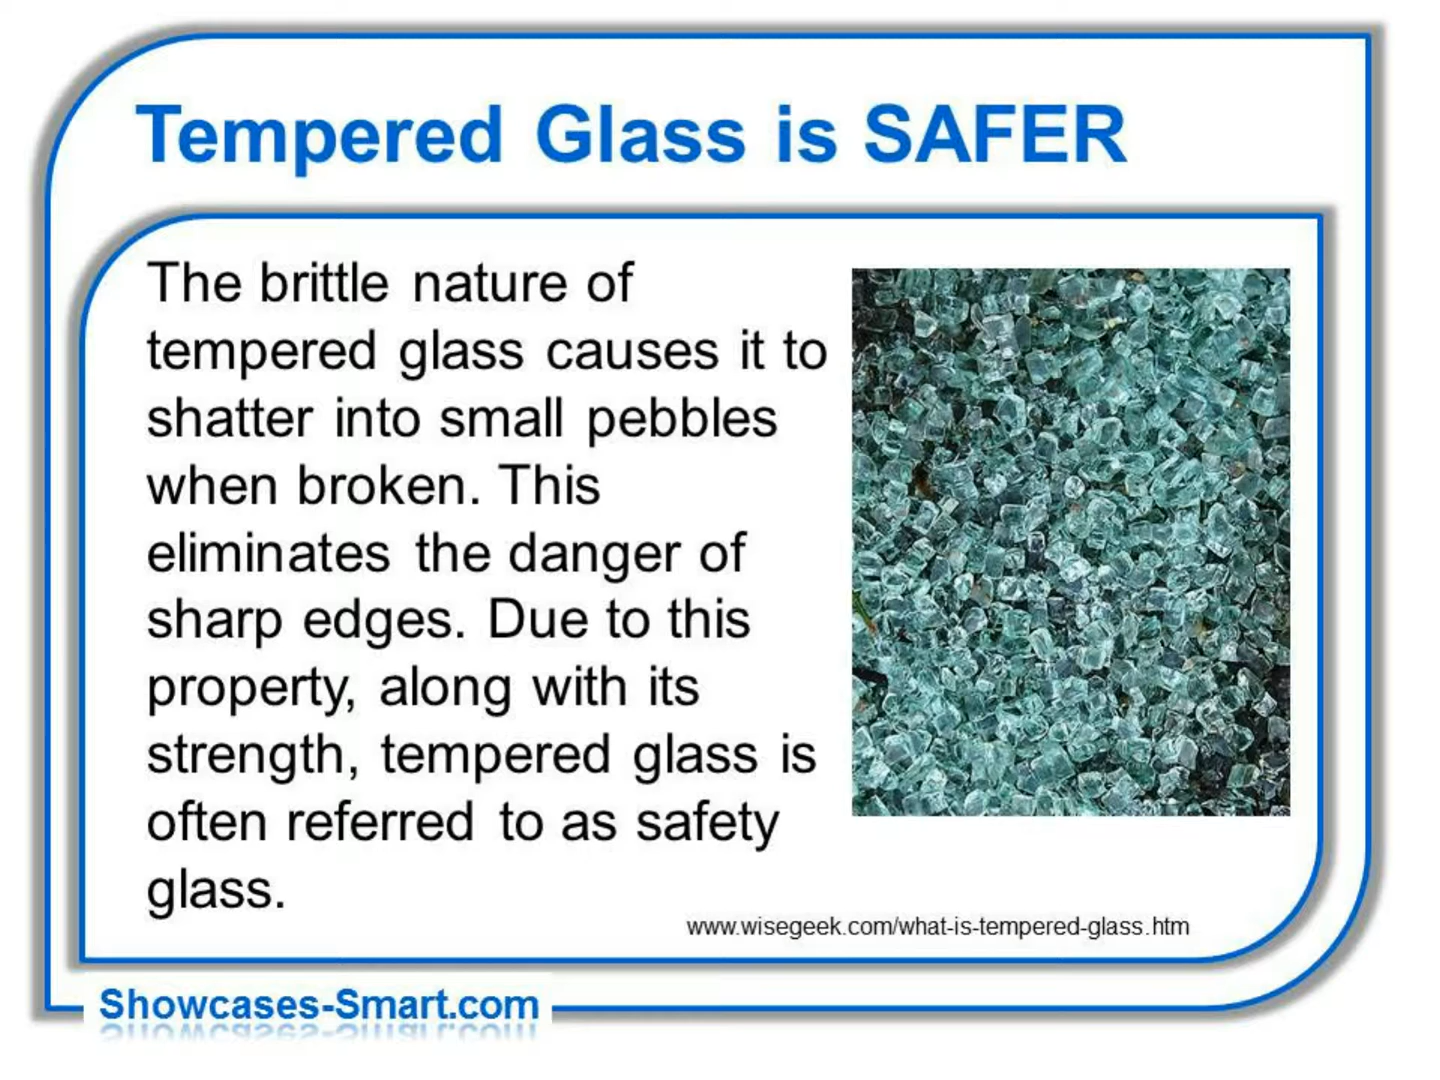 Tempered Glass is SAFER
The brittle nature of
tempered glass causes it to
shatter into small pebbles
when broken. This
eliminates the danger of
sharp edges. Due to this
property, along with its
strength, tempered glass is
often referred to as safety
glass.
www.wisegeek.com/what-is-tempered-glass.htm
Showcases-Smart.com